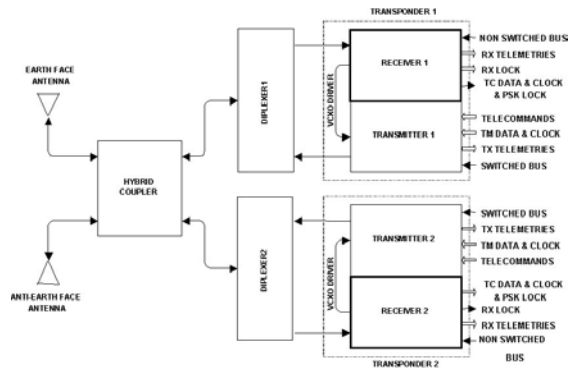 TRANSPONDER 1
EARTH FACE
ANTENNA
HYBRID
COUPLER
ANTI-EARTH FACE
ANTENNA
DIPLEXER1
DIPLEXER2
RECEIVER 1
VCXO DRIVER
TRANSMITTER 1
NON SWITCHED BUS
RX TELEMETRIES
RX LOCK
TC DATA & CLOCK
& PSK LOCK
TELECOMMANDS
TM DATA & CLOCK
TX TELEMETRIES
SWITCHED BUS
TRANSMITTER 2
VCXO DRIVER
RECEIVER 2
SWITCHED BUS
TX TELEMETRIES
TM DATA & CLOCK
TELECOMMANDS
TC DATA & CLOCK
& PSK LOCK
RX LOCK
RX TELEMETRIES
NON SWITCHED
BUS
TRANSPONDER 2